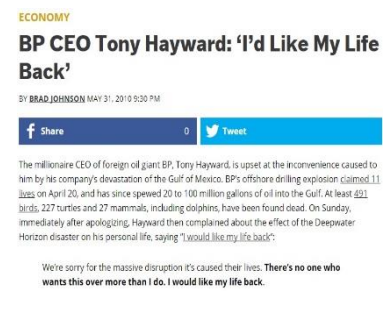 ECONOMY
BP CEO Tony Hayward: ‘I’d Like My Life
Back’
BY BRAD JOHNSON MAY 31, 2010 9:30 PM
f Share 0 Tweet
The millionaire CEO of foreign oil giant BP, Tony Hayward, is upset at the inconvenience caused to
him by his company’s devastation of the Gulf of Mexico. BP’s offshore drilling explosion claimed 11
lives on April 20, and has since spewed 20 to 100 million gallons of oil into the Gulf. At least 491
birds, 227 turtles and 27 mammals, including dolphins, have been found dead. On Sunday,
immediately after apologizing, Hayward then complained about the effect of the Deepwater
Horizon disaster on his personal life, saying “I would like my life back“:
We’re sorry for the massive disruption it’s caused their lives. There’s no one who
wants this over more than I do. I would like my life back.